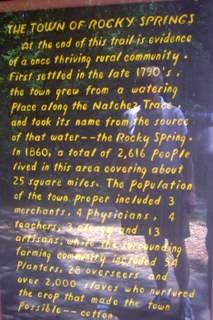 THE TOWN OF ROCKY SPRINGS
At the end of this trail is evidence
of a once thriving rural community.
First settled in the late 1790's,
the town grew from a watering
place along the Natchez Trace
and took its name from the source
of that water--the Rocky Spring.
In 1860, a total of 2,616 people
lived in this area covering about
25 square miles. The population
of the town proper included 3
merchants, 4 physicians, 4
teachers, 3 clergy and 13
artisans, while the surrounding
farming community included 54
planters, 28 overseers and
over 2,000 slaves who nurtured
the crop that made the town
possible--cotton.